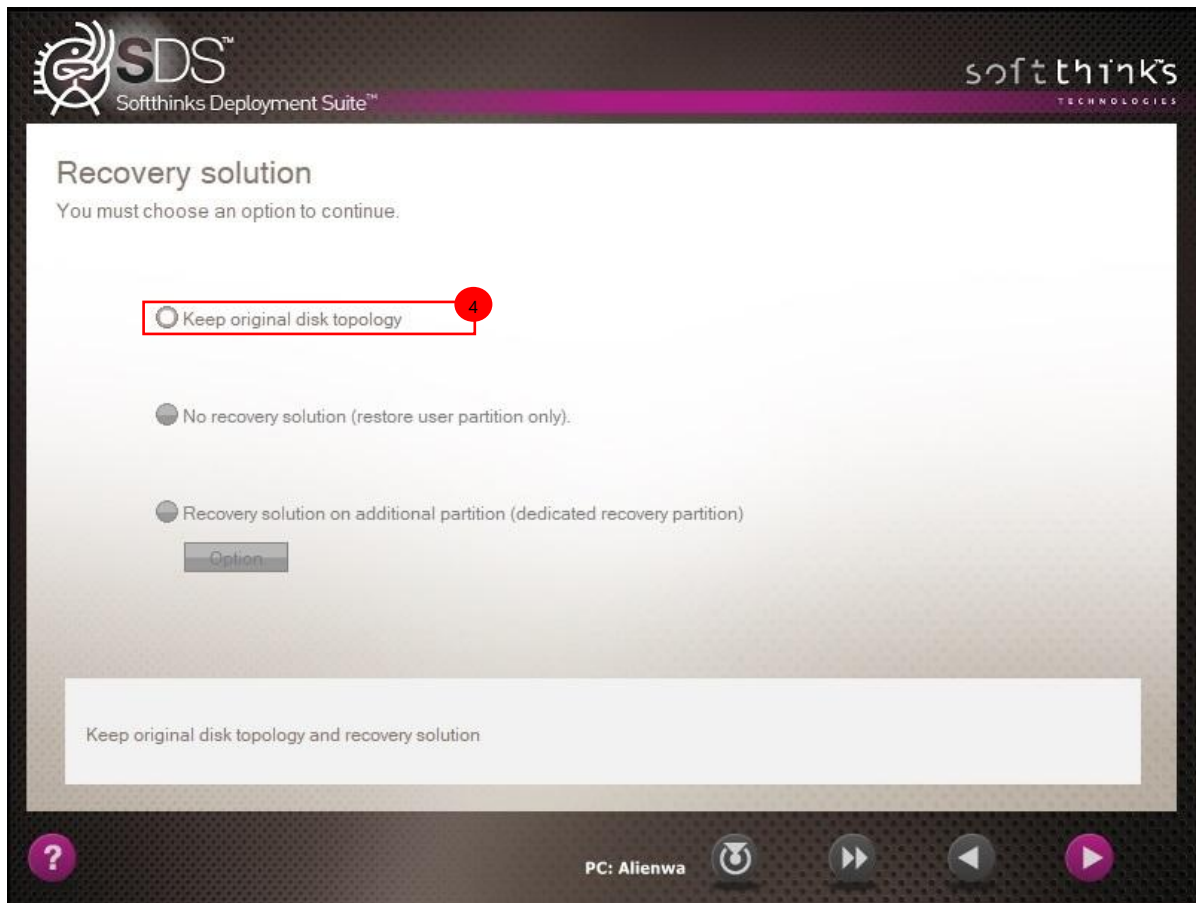 SDS™
Softthinks Deployment Suite™
softthinks
TECHNOLOGIES
Recovery solution
You must choose an option to continue.
Keep original disk topology
4
No recovery solution (restore user partition only).
Recovery solution on additional partition (dedicated recovery partition)
Option
Keep original disk topology and recovery solution
?
PC: Alienwa